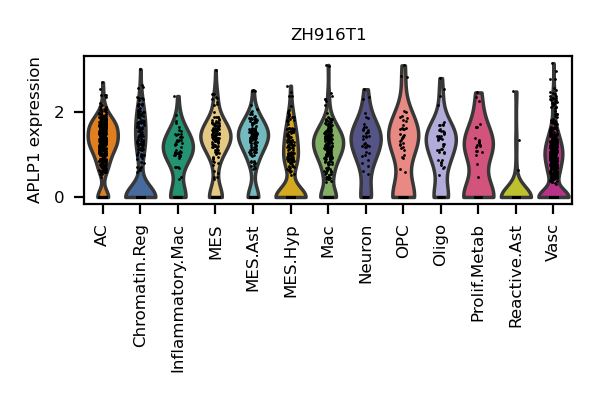 ZH916T1
APLP1 expression
2
0
AC
Chromatin.Reg
Inflammatory.Mac
MES
MES.Ast
MES.Hyp
Mac
Neuron
OPC
Oligo
Prolif.Metab
Reactive.Ast
Vasc